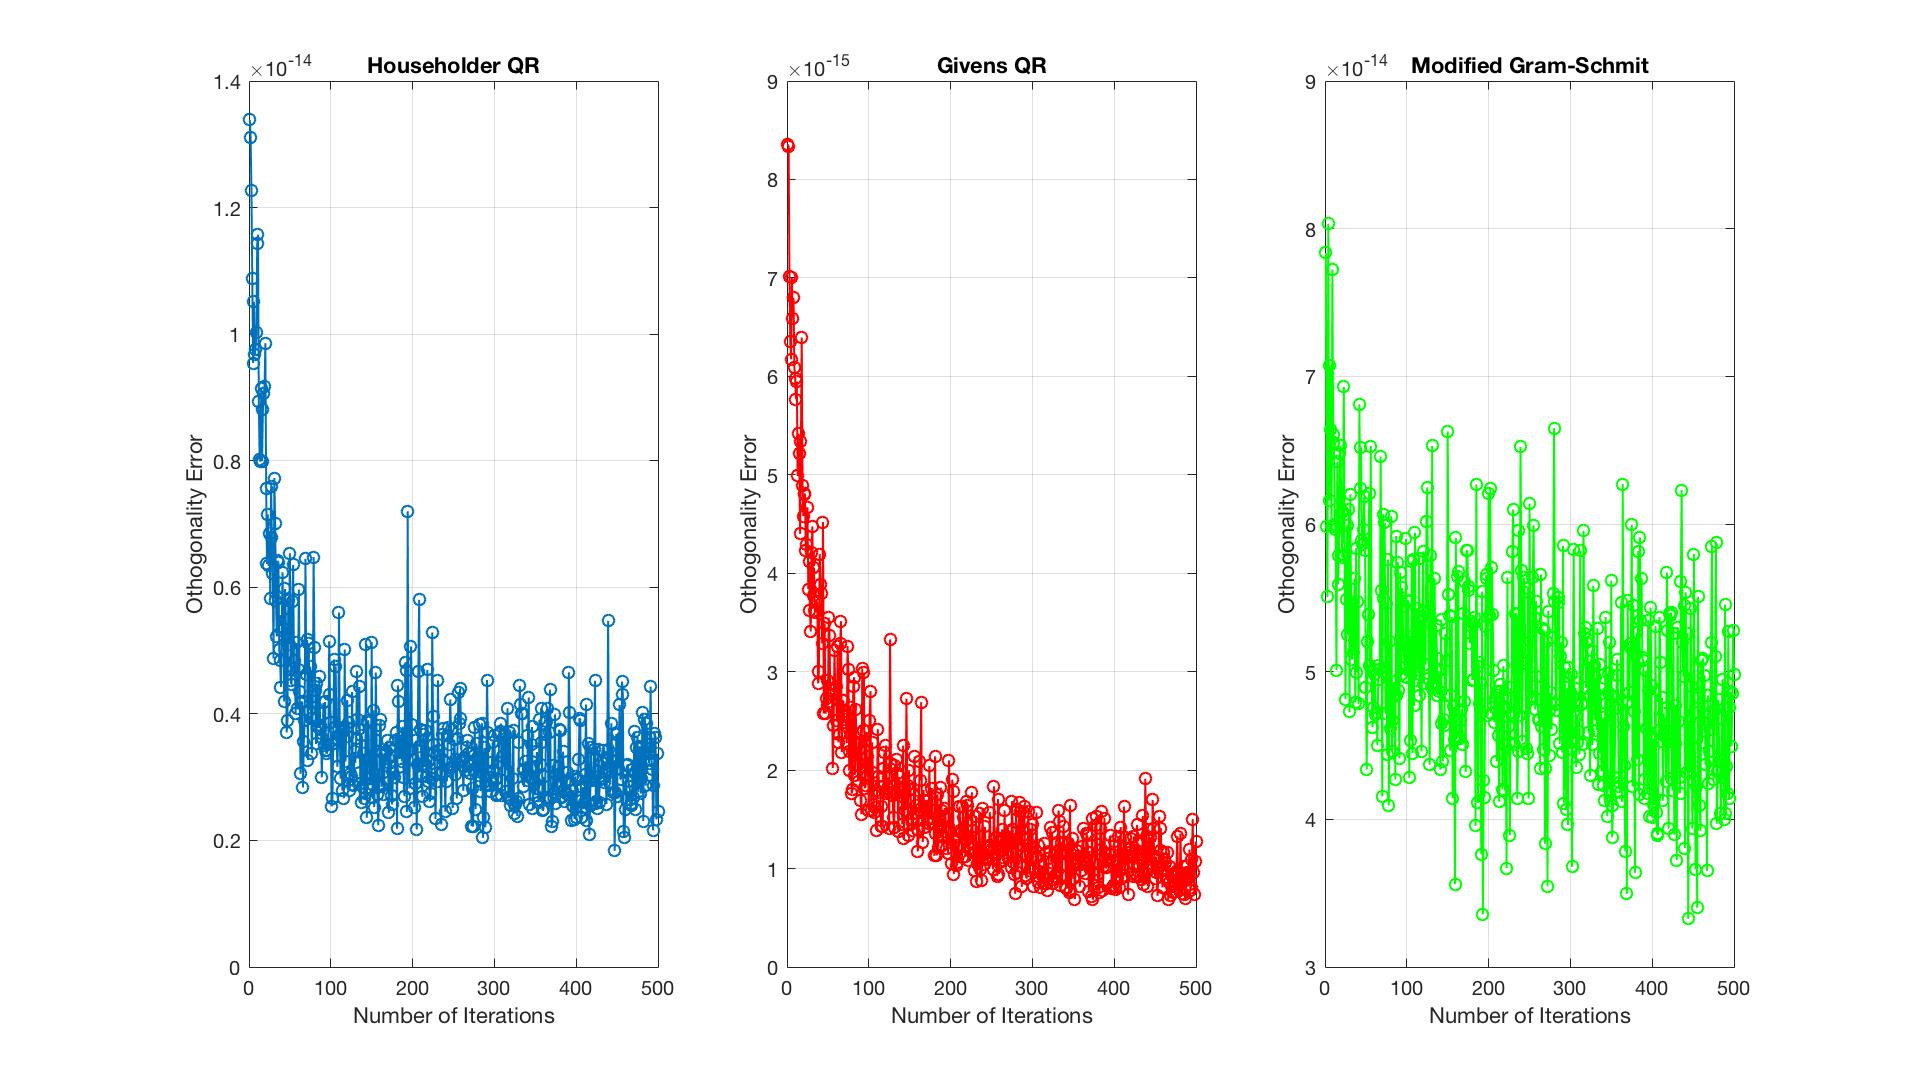 Householder QR
×10-14
1.4
1.2
1
0.8
0.6
0.4
0.2
0
Othogonality Error
0 100 200 300 400 500
Number of Iterations
Givens QR
×10-15
9
8
7
6
5
4
3
2
1
0
Othogonality Error
0 100 200 300 400 500
Number of Iterations
Modified Gram-Schmit
×10-14
9
8
7
6
5
4
3
Othogonality Error
0 100 200 300 400 500
Number of Iterations